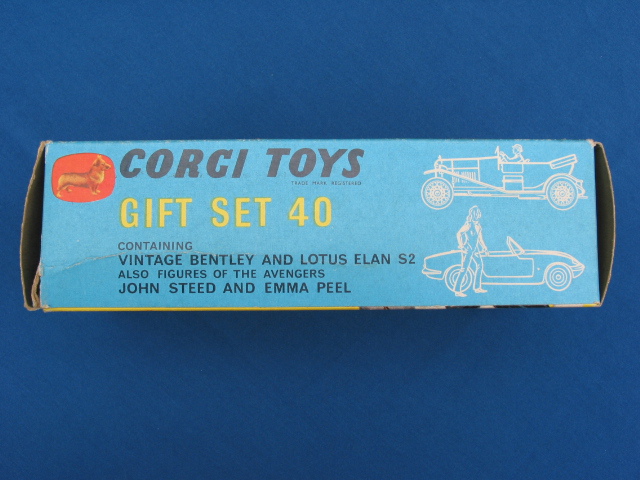 CORGI TOYS
TRADE MARK REGISTERED
GIFT SET 40
CONTAINING
VINTAGE BENTLEY AND LOTUS ELAN S2
ALSO FIGURES OF THE AVENGERS
JOHN STEED AND EMMA PEEL